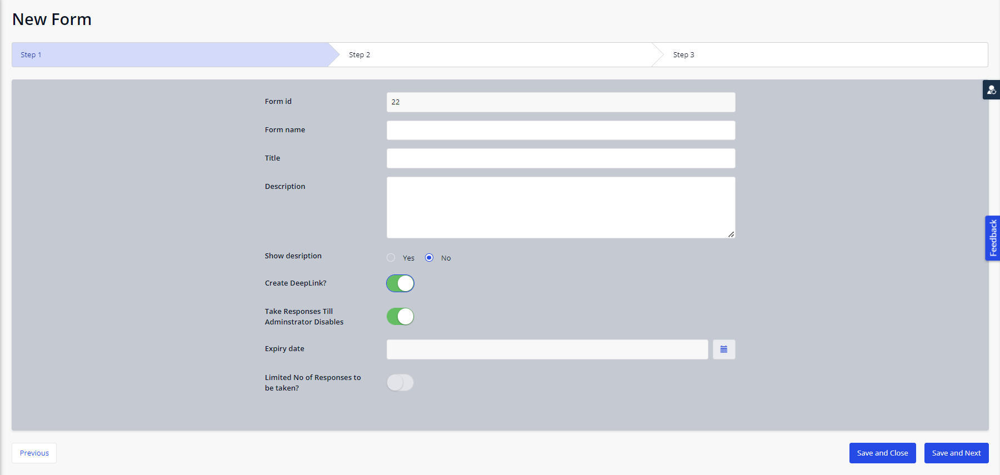 New Form
Step 1
Step 2
Step 3
Form id
22
Form name
Title
Description
Show desription
Yes
No
Create DeepLink?
Take Responses Till
Adminstrator Disables
Expiry date
Limited No of Responses to
be taken?
Feedback
Previous
Save and Close
Save and Next